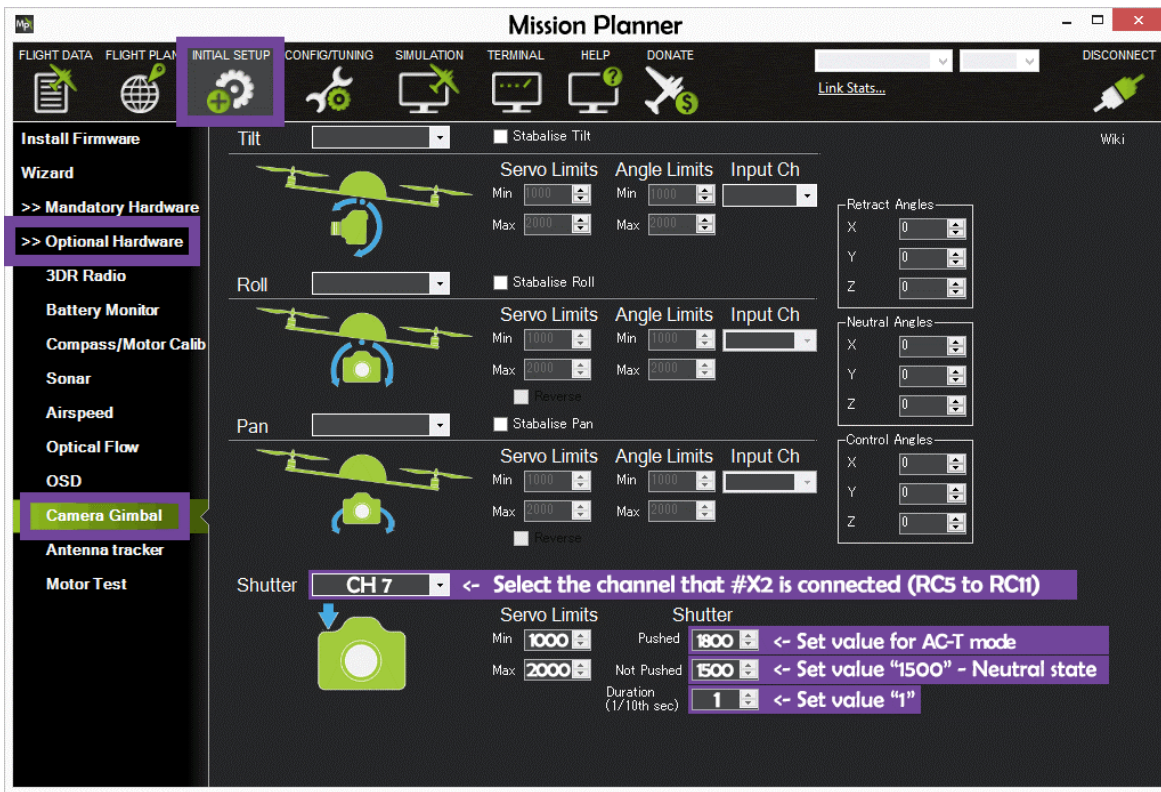 Mp
Mission Planner
FLIGHT DATA FLIGHT PLAN INITIAL SETUP CONFIG/TUNING SIMULATION TERMINAL HELP DONATE DISCONNECT
Link Stats...
Install Firmware
Wizard
>> Mandatory Hardware
>> Optional Hardware
3DR Radio
Battery Monitor
Compass/Motor Calib
Sonar
Airspeed
Optical Flow
OSD
Camera Gimbal
Antenna tracker
Motor Test
Wiki
Tilt Stabalise Tilt
Servo Limits Angle Limits Input Ch
Min 1000 Min 1000
Max 2000 Max 2000
Roll Stabalise Roll
Servo Limits Angle Limits Input Ch
Min 1000 Min 1000
Max 2000 Max 2000
Reverse
Pan Stabalise Pan
Servo Limits Angle Limits Input Ch
Min 1000 Min 1000
Max 2000 Max 2000
Reverse
Retract Angles
X 0
Y 0
Z 0
Neutral Angles
X 0
Y 0
Z 0
Control Angles
X 0
Y 0
Z 0
Shutter CH 7 <- Select the channel that #X2 is connected (RC5 to RC11)
Servo Limits Shutter
Min 1000 Pushed 1800 <- Set value for AC-T mode
Max 2000 Not Pushed 1500 <- Set value “1500” - Neutral state
Duration
(1/10th sec) 1 <- Set value “1”